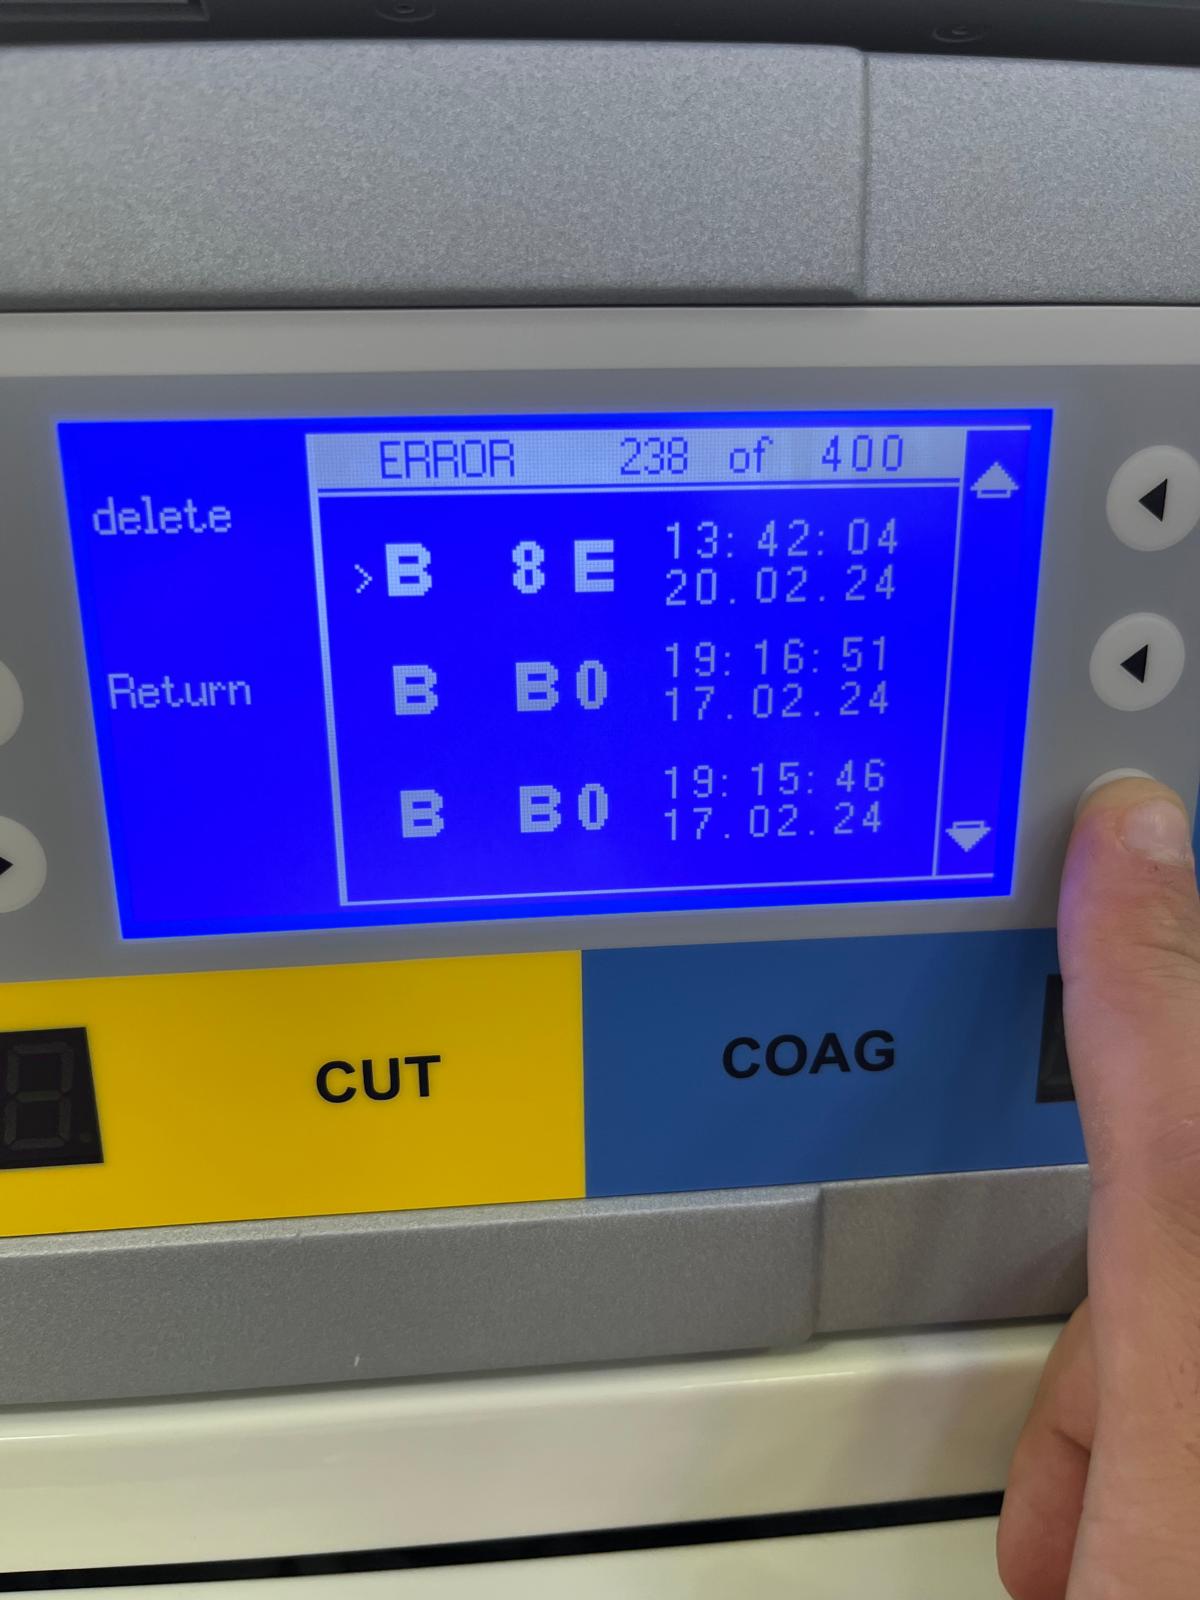 ERROR 238 of 400
delete
>B 8E 13:42:04
20.02.24
Return
B B0 19:16:51
17.02.24
B B0 19:15:46
17.02.24
CUT
COAG